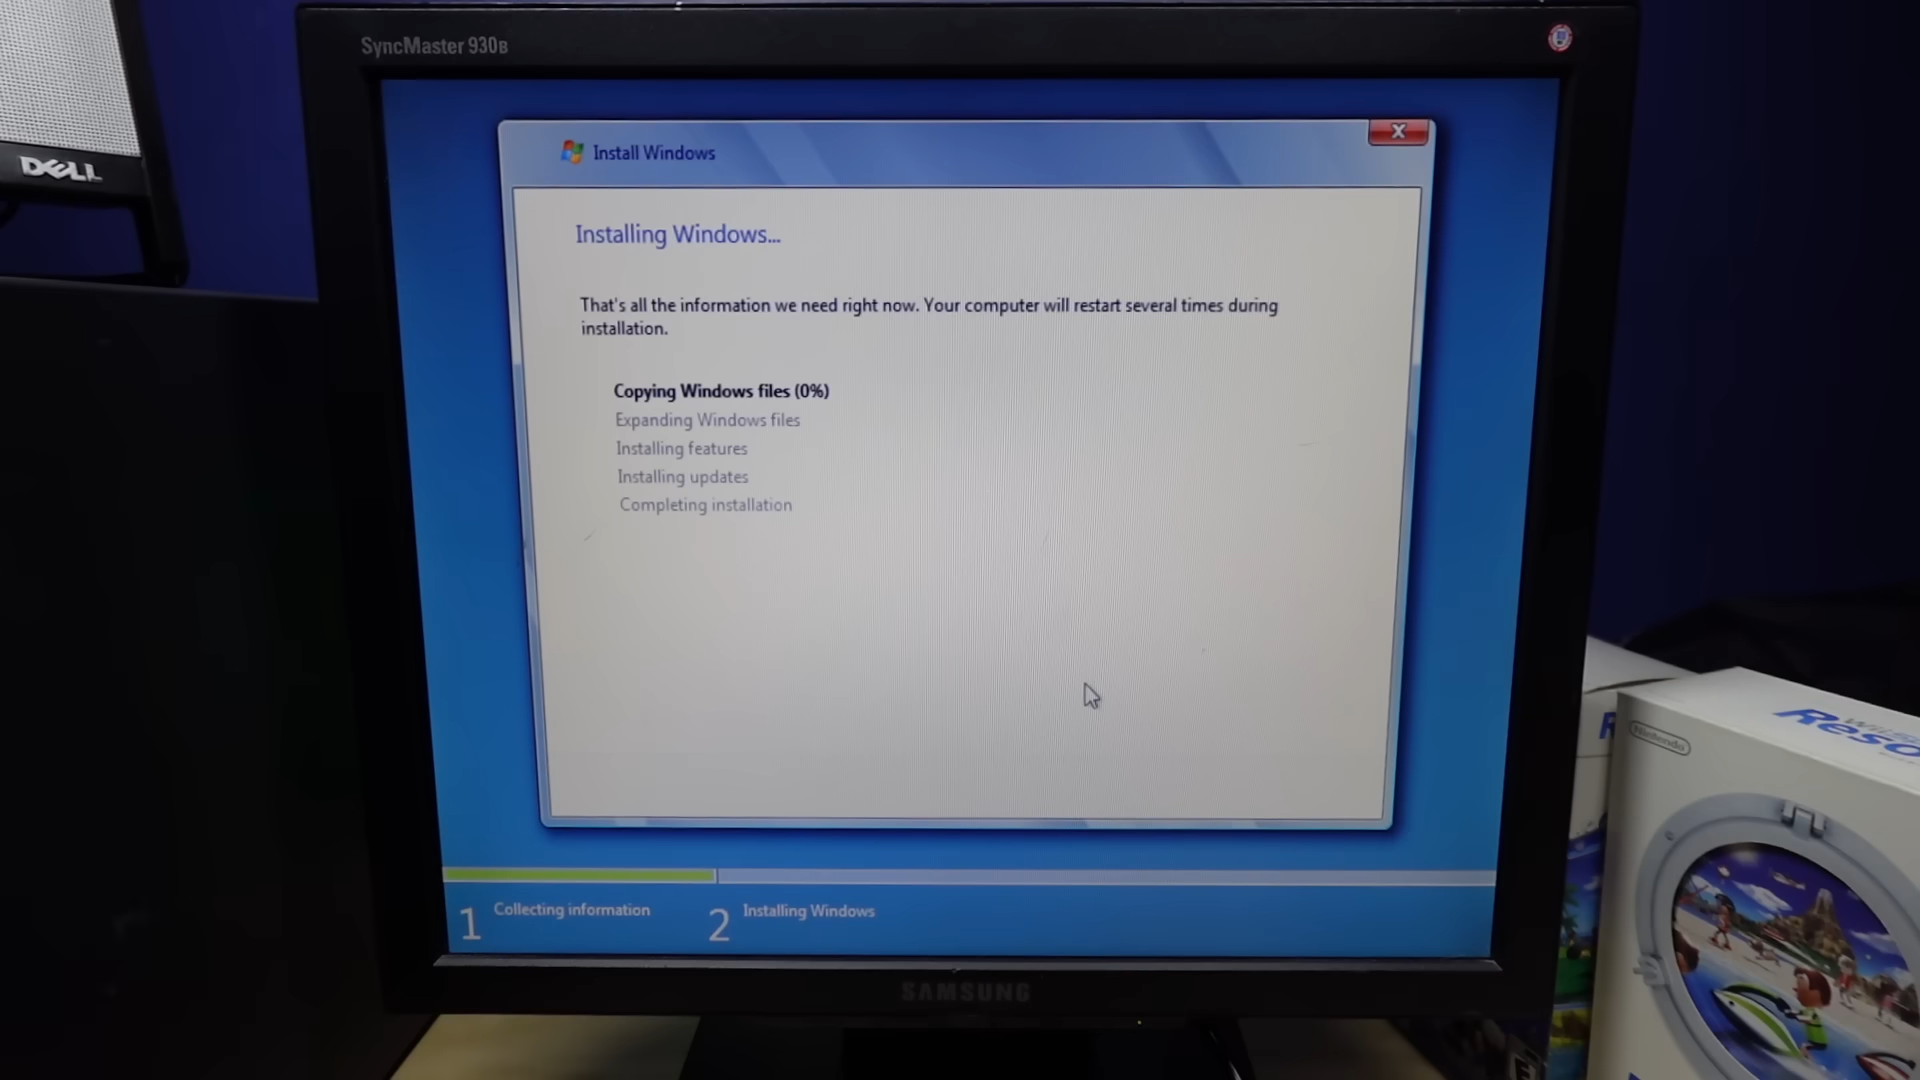 SyncMaster 930B
DELL
Install Windows
Installing Windows...
That's all the information we need right now. Your computer will restart several times during
installation.
Copying Windows files (0%)
Expanding Windows files
Installing features
Installing updates
Completing installation
1 Collecting information
2 Installing Windows
SAMSUNG
Nintendo